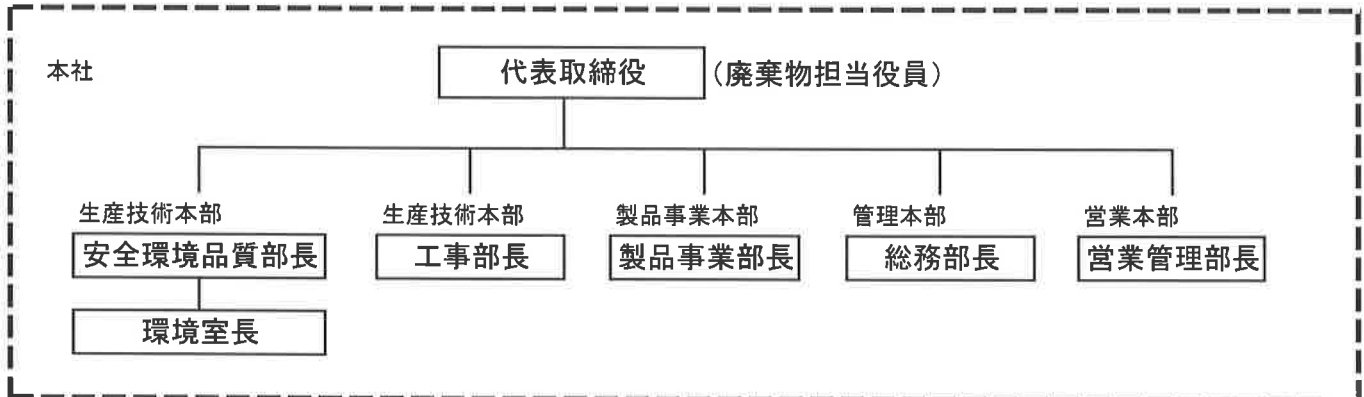 本社
代表取締役 （廃棄物担当役員）
生産技術本部 生産技術本部 製品事業本部 管理本部 営業本部
安全環境品質部長 工事部長 製品事業部長 総務部長 営業管理部長
環境室長